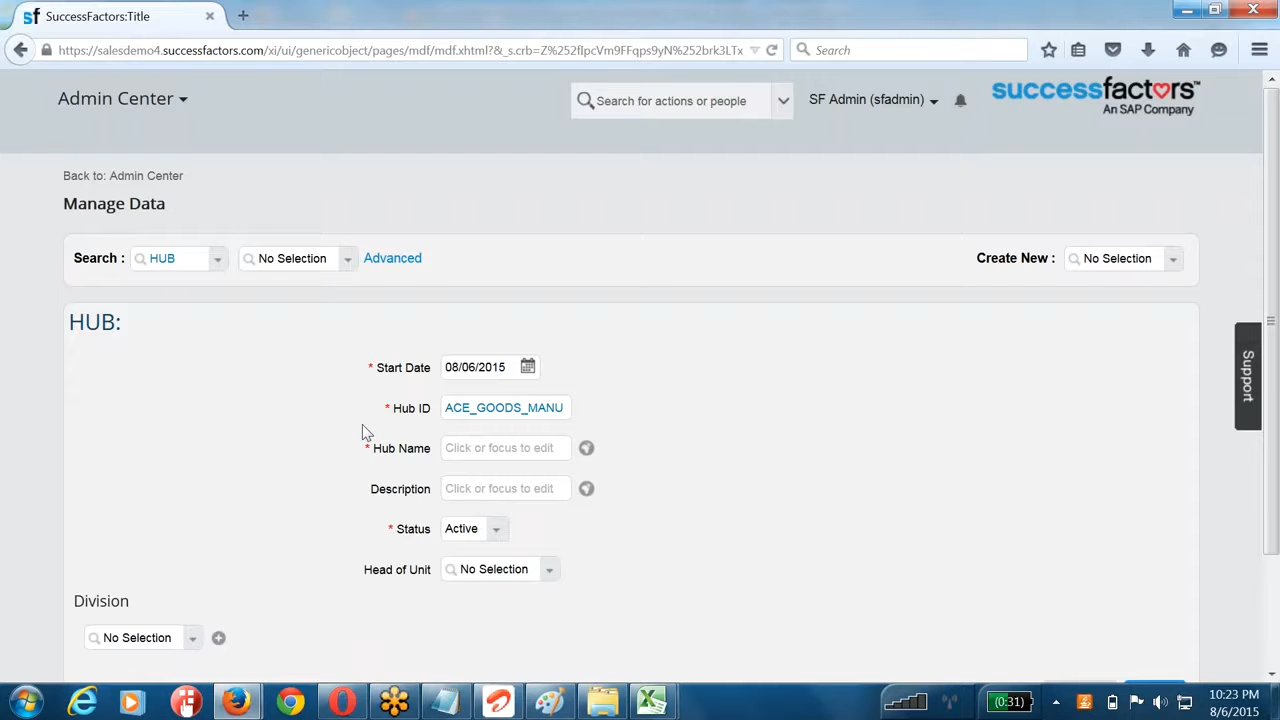 SuccessFactors:Title
https://salesdemo4.successfactors.com/xi/ui/genericobject/pages/mdf/mdf.xhtml?&_s.crb=Z%252flpcVm9FFqps9yN%252brk3LTx
Search
Admin Center
Search for actions or people
SF Admin (sfadmin)
successfactors™
An SAP Company
Back to: Admin Center
Manage Data
Search : HUB No Selection Advanced
Create New : No Selection
HUB:
* Start Date 08/06/2015
* Hub ID ACE_GOODS_MANU
* Hub Name Click or focus to edit
Description Click or focus to edit
* Status Active
Head of Unit No Selection
Division
No Selection
Support
(0:31)
10:23 PM
8/6/2015